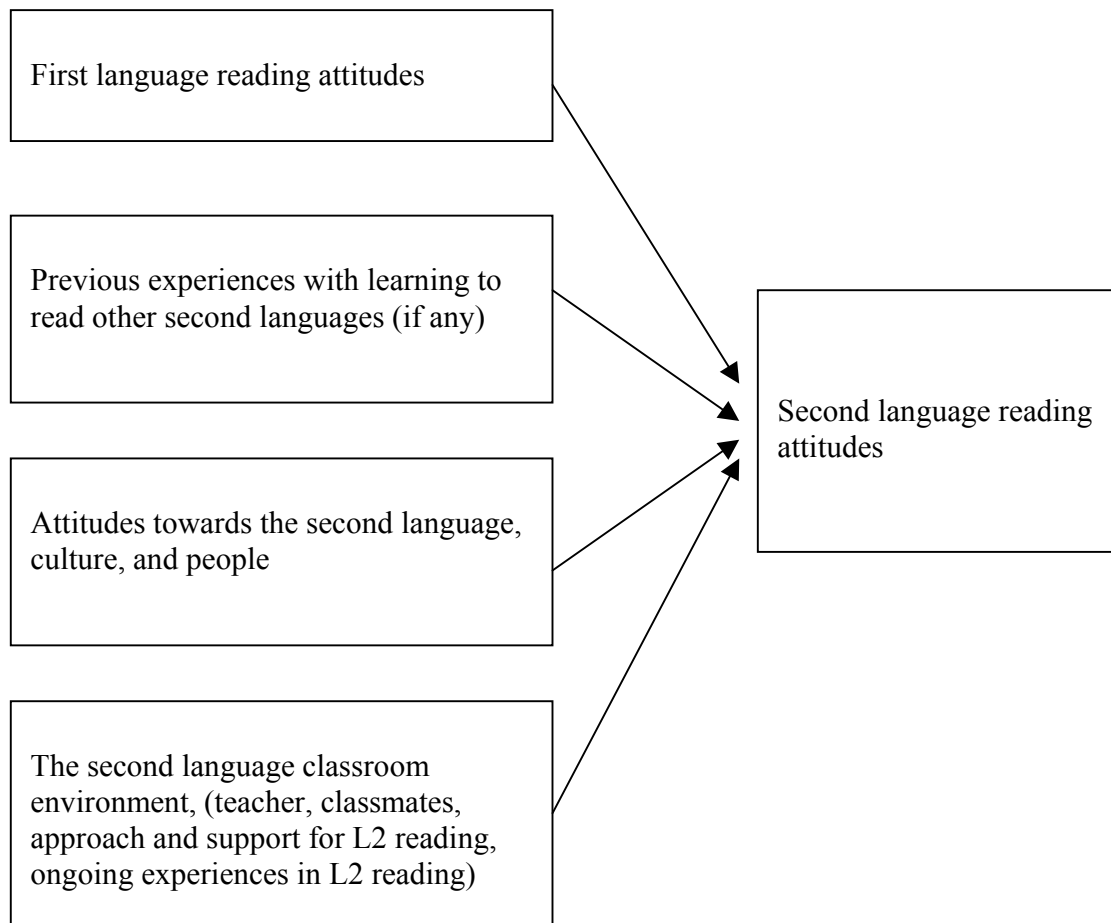 First language reading attitudes
Previous experiences with learning to
read other second languages (if any)
Second language reading
attitudes
Attitudes towards the second language,
culture, and people
The second language classroom
environment, (teacher, classmates,
approach and support for L2 reading,
ongoing experiences in L2 reading)